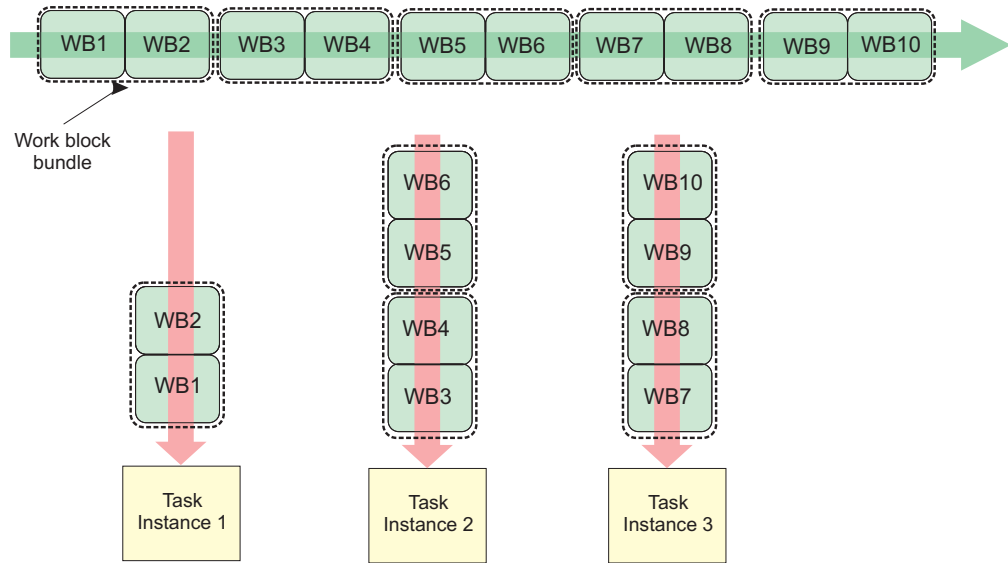 WB1 WB2 WB3 WB4 WB5 WB6 WB7 WB8 WB9 WB10
Work block
bundle
WB6 WB10
WB5 WB9
WB2 WB4 WB8
WB1 WB3 WB7
Task
Instance 1
Task
Instance 2
Task
Instance 3